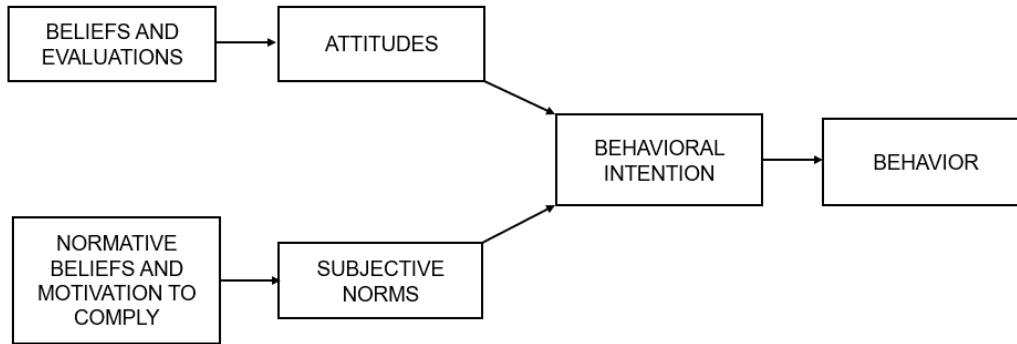 BELIEFS AND
EVALUATIONS
ATTITUDES
BEHAVIORAL
INTENTION
BEHAVIOR
NORMATIVE
BELIEFS AND
MOTIVATION TO
COMPLY
SUBJECTIVE
NORMS